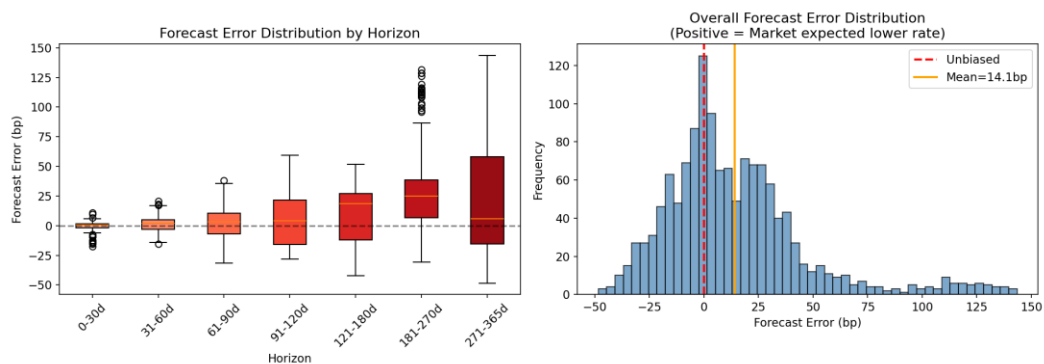 Forecast Error Distribution by Horizon
Forecast Error (bp)
150
125
100
75
50
25
0
−25
−50
0-30d
31-60d
61-90d
91-120d
121-180d
181-270d
271-365d
Horizon
Overall Forecast Error Distribution
(Positive = Market expected lower rate)
Unbiased
Mean=14.1bp
Frequency
120
100
80
60
40
20
0
−50
−25
0
25
50
75
100
125
150
Forecast Error (bp)